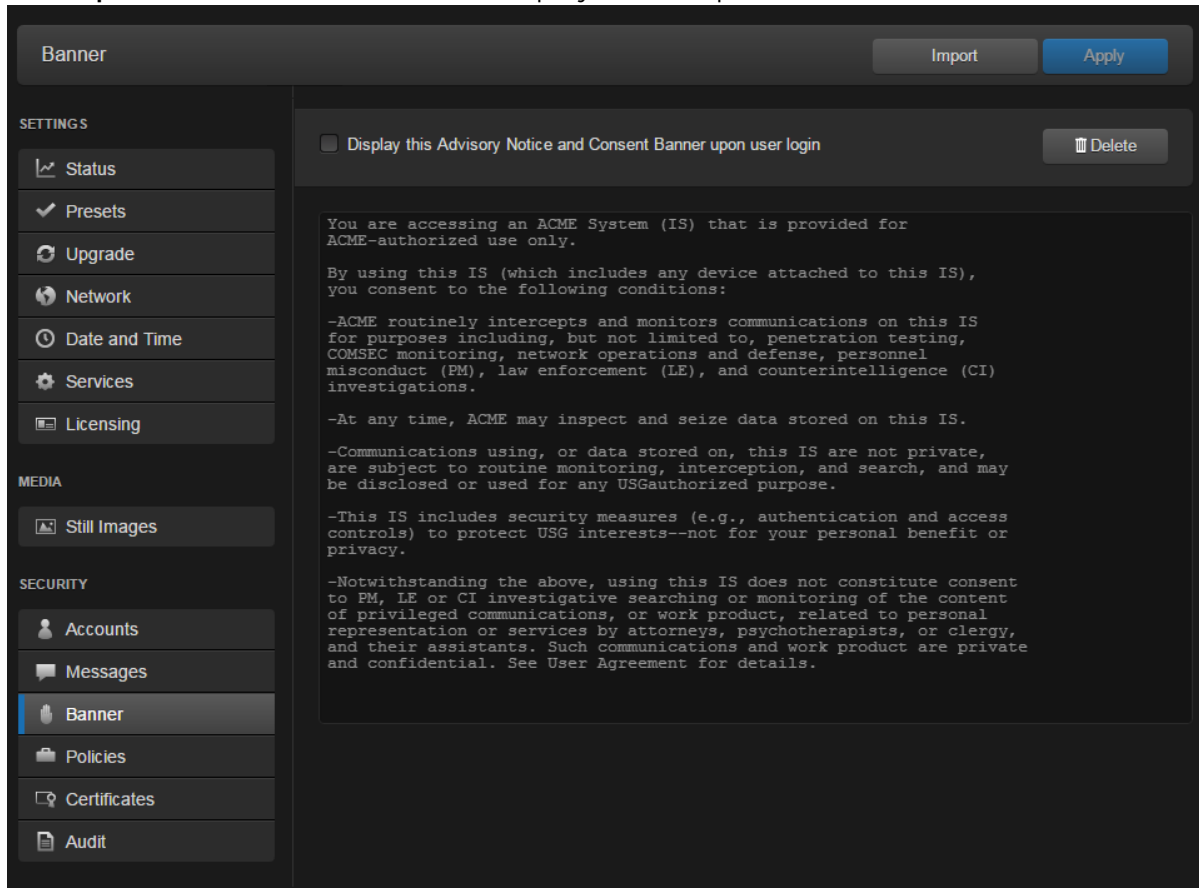 Banner
Import
Apply
SETTINGS
Status
Presets
Upgrade
Network
Date and Time
Services
Licensing
MEDIA
Still Images
SECURITY
Accounts
Messages
Banner
Policies
Certificates
Audit
Display this Advisory Notice and Consent Banner upon user login
Delete
You are accessing an ACME System (IS) that is provided for
ACME-authorized use only.
By using this IS (which includes any device attached to this IS),
you consent to the following conditions:
-ACME routinely intercepts and monitors communications on this IS
for purposes including, but not limited to, penetration testing,
COMSEC monitoring, network operations and defense, personnel
misconduct (PM), law enforcement (LE), and counterintelligence (CI)
investigations.
-At any time, ACME may inspect and seize data stored on this IS.
-Communications using, or data stored on, this IS are not private,
are subject to routine monitoring, interception, and search, and may
be disclosed or used for any USGauthorized purpose.
-This IS includes security measures (e.g., authentication and access
controls) to protect USG interests--not for your personal benefit or
privacy.
-Notwithstanding the above, using this IS does not constitute consent
to PM, LE or CI investigative searching or monitoring of the content
of privileged communications, or work product, related to personal
representation or services by attorneys, psychotherapists, or clergy,
and their assistants. Such communications and work product are private
and confidential. See User Agreement for details.